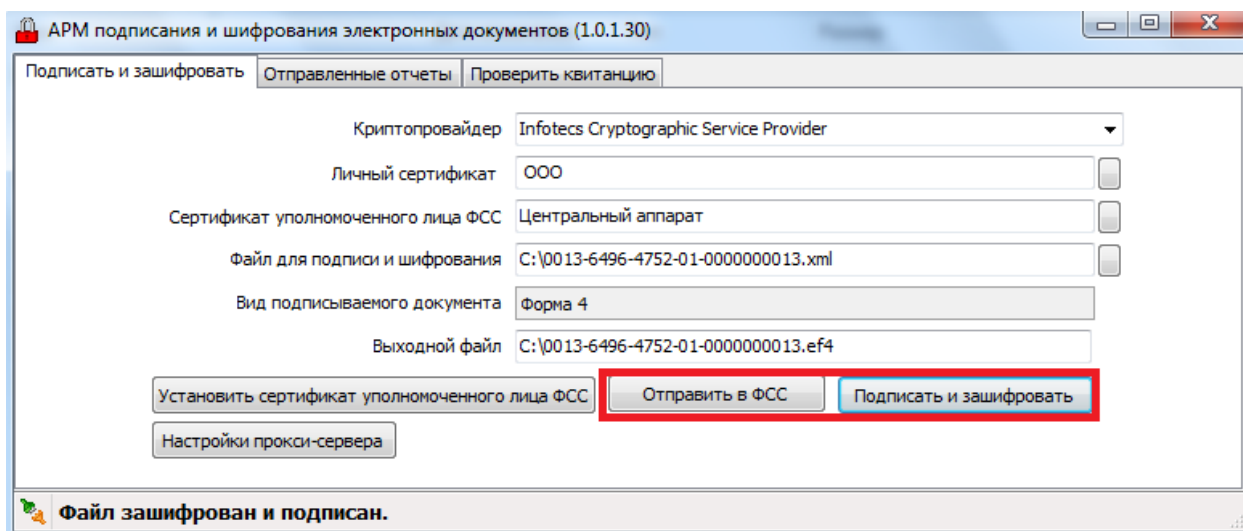 АРМ подписания и шифрования электронных документов (1.0.1.30)
Подписать и зашифровать Отправленные отчеты Проверить квитанцию
Криптопровайдер Infotecs Cryptographic Service Provider
Личный сертификат ООО
Сертификат уполномоченного лица ФСС Центральный аппарат
Файл для подписи и шифрования C:\0013-6496-4752-01-0000000013.xml
Вид подписываемого документа Форма 4
Выходной файл C:\0013-6496-4752-01-0000000013.ef4
Установить сертификат уполномоченного лица ФСС Отправить в ФСС Подписать и зашифровать
Настройки прокси-сервера
Файл зашифрован и подписан.